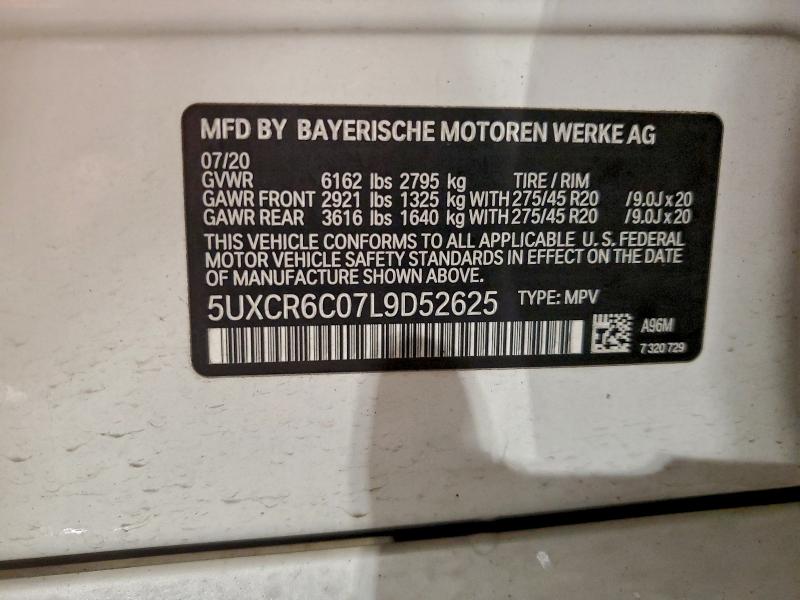 MFD BY BAYERISCHE MOTOREN WERKE AG
07/20
GVWR 6162 lbs 2795 kg TIRE / RIM
GAWR FRONT 2921 lbs 1325 kg WITH 275/45 R20 /9.0J x 20
GAWR REAR 3616 lbs 1640 kg WITH 275/45 R20 /9.0J x 20
THIS VEHICLE CONFORMS TO ALL APPLICABLE U.S. FEDERAL
MOTOR VEHICLE SAFETY STANDARDS IN EFFECT ON THE DATE
OF MANUFACTURE SHOWN ABOVE.
5UXCR6C07L9D52625 TYPE: MPV
A96M
7 320 729